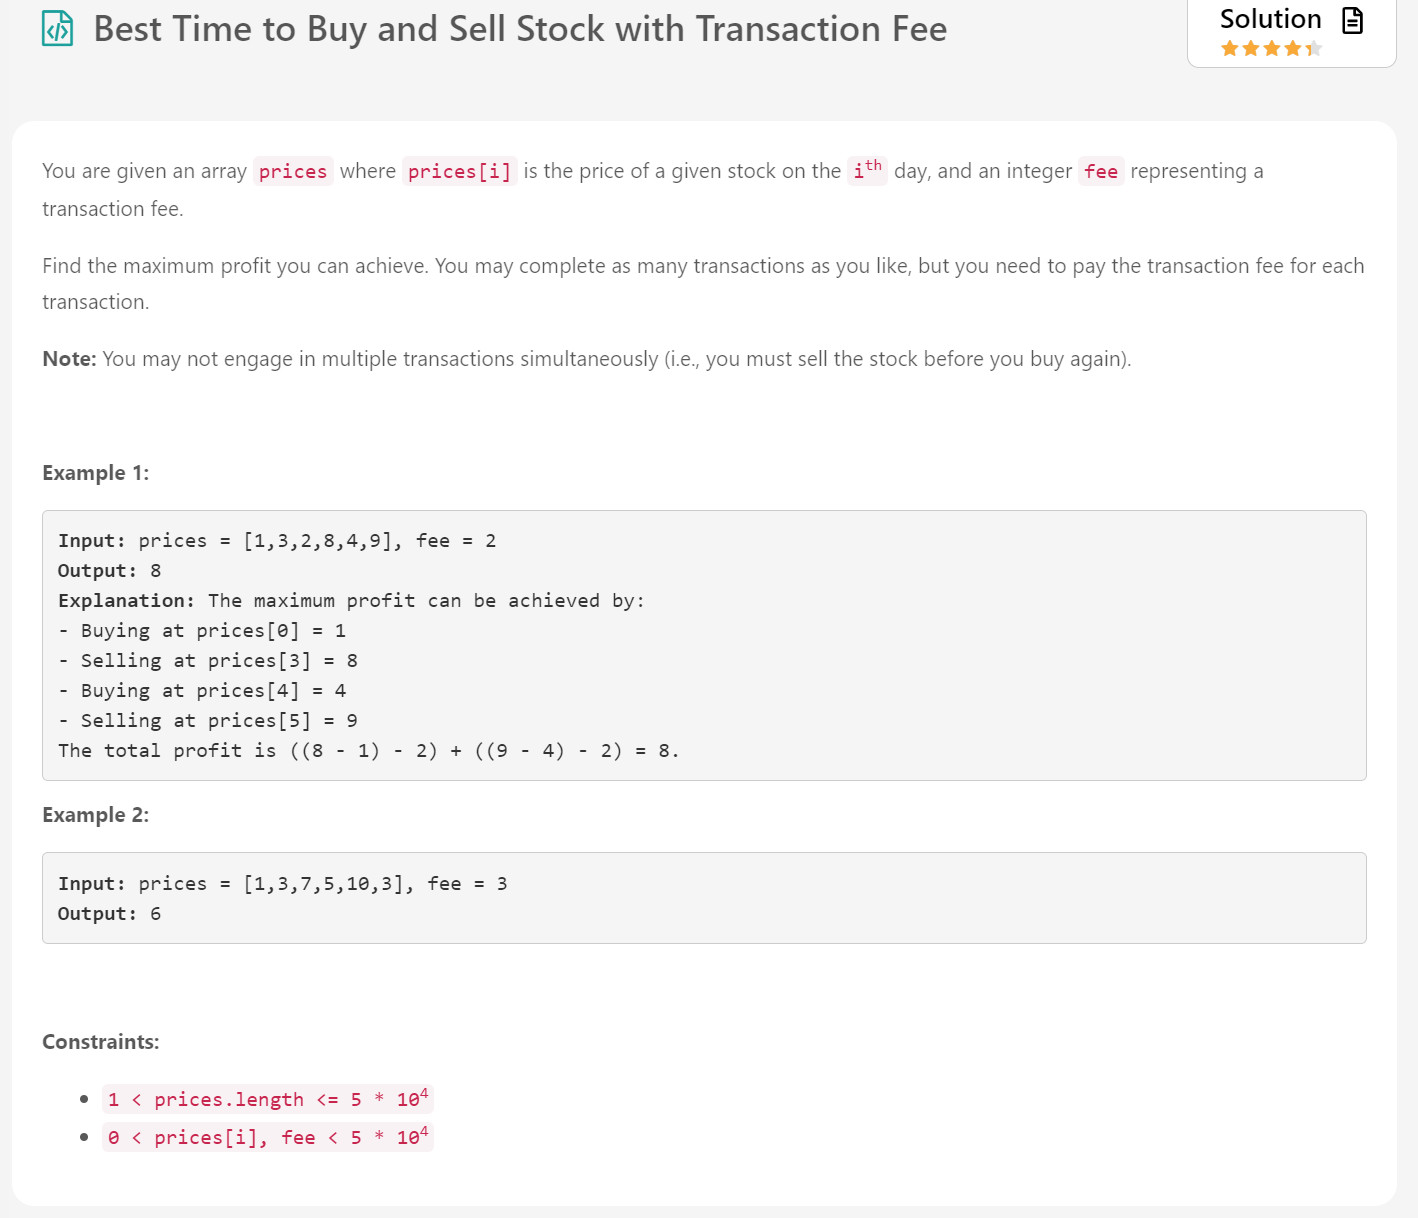 Best Time to Buy and Sell Stock with Transaction Fee
Solution
You are given an array prices where prices[i] is the price of a given stock on the iᵗʰ day, and an integer fee representing a
transaction fee.
Find the maximum profit you can achieve. You may complete as many transactions as you like, but you need to pay the transaction fee for each
transaction.
Note: You may not engage in multiple transactions simultaneously (i.e., you must sell the stock before you buy again).
Example 1:
Input: prices = [1,3,2,8,4,9], fee = 2
Output: 8
Explanation: The maximum profit can be achieved by:
- Buying at prices[0] = 1
- Selling at prices[3] = 8
- Buying at prices[4] = 4
- Selling at prices[5] = 9
The total profit is ((8 - 1) - 2) + ((9 - 4) - 2) = 8.
Example 2:
Input: prices = [1,3,7,5,10,3], fee = 3
Output: 6
Constraints:
• 1 < prices.length <= 5 * 10⁴
• 0 < prices[i], fee < 5 * 10⁴